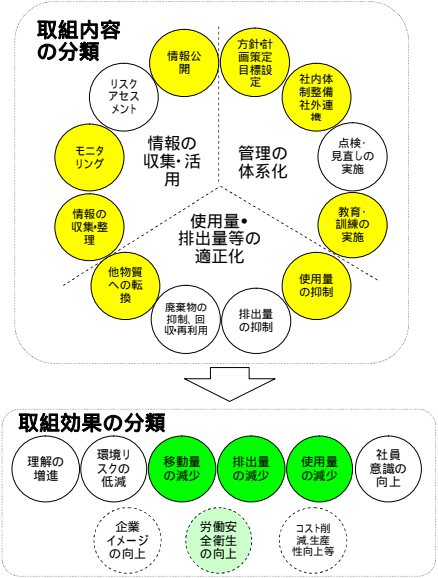 取組内容
の分類
情報公
開
方針・計
画策定
目標設
定
リスク
アセス
メント
社内体
制整備
社外連
携
モニタ
リング
情報の
収集・活
用
管理の
体系化
点検・
見直しの
実施
情報の
収集・整
理
使用量・
排出量等の
適正化
教育・
訓練の
実施
他物質
への転
換
使用量
の抑制
廃棄物の
抑制、回
収・再利用
排出量
の抑制
取組効果の分類
理解の
増進
環境リ
スクの
低減
移動量
の減少
排出量
の減少
使用量
の減少
社員
意識の
向上
企業
イメージ
の向上
労働安
全衛生
の向上
コスト削
減、生産
性向上等